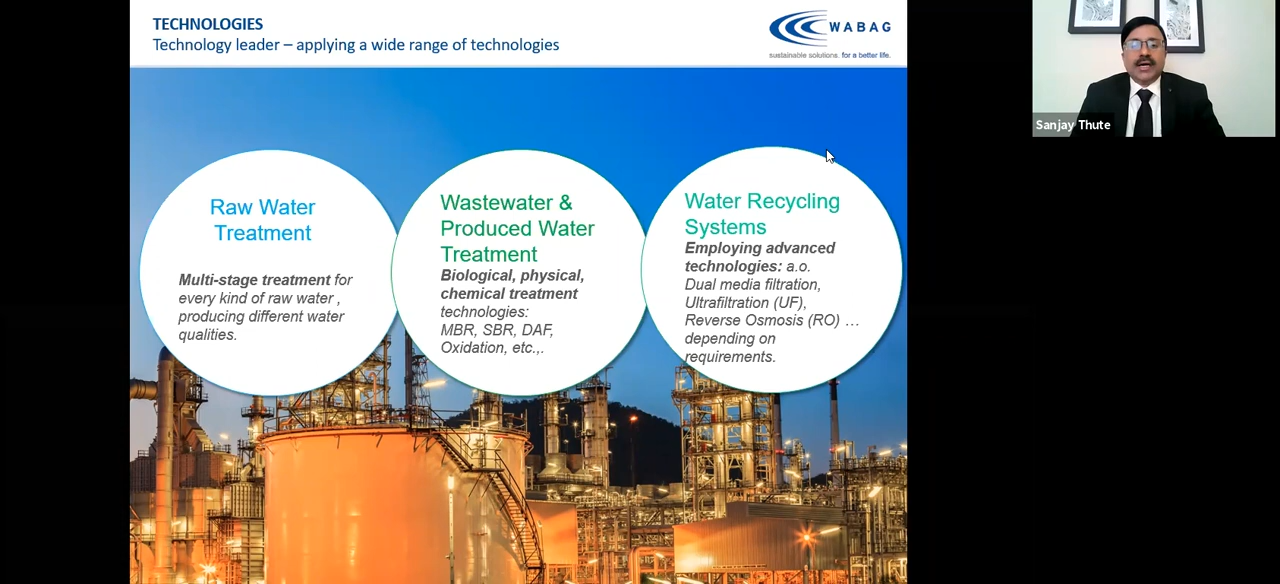 TECHNOLOGIES
Technology leader – applying a wide range of technologies
WABAG
sustainable solutions. for a better life.
Sanjay Thute
Raw Water
Treatment
Multi-stage treatment for
every kind of raw water ,
producing different water
qualities.
Wastewater &
Produced Water
Treatment
Biological, physical,
chemical treatment
technologies:
MBR, SBR, DAF,
Oxidation, etc.,.
Water Recycling
Systems
Employing advanced
technologies: a.o.
Dual media filtration,
Ultrafiltration (UF),
Reverse Osmosis (RO) …
depending on
requirements.